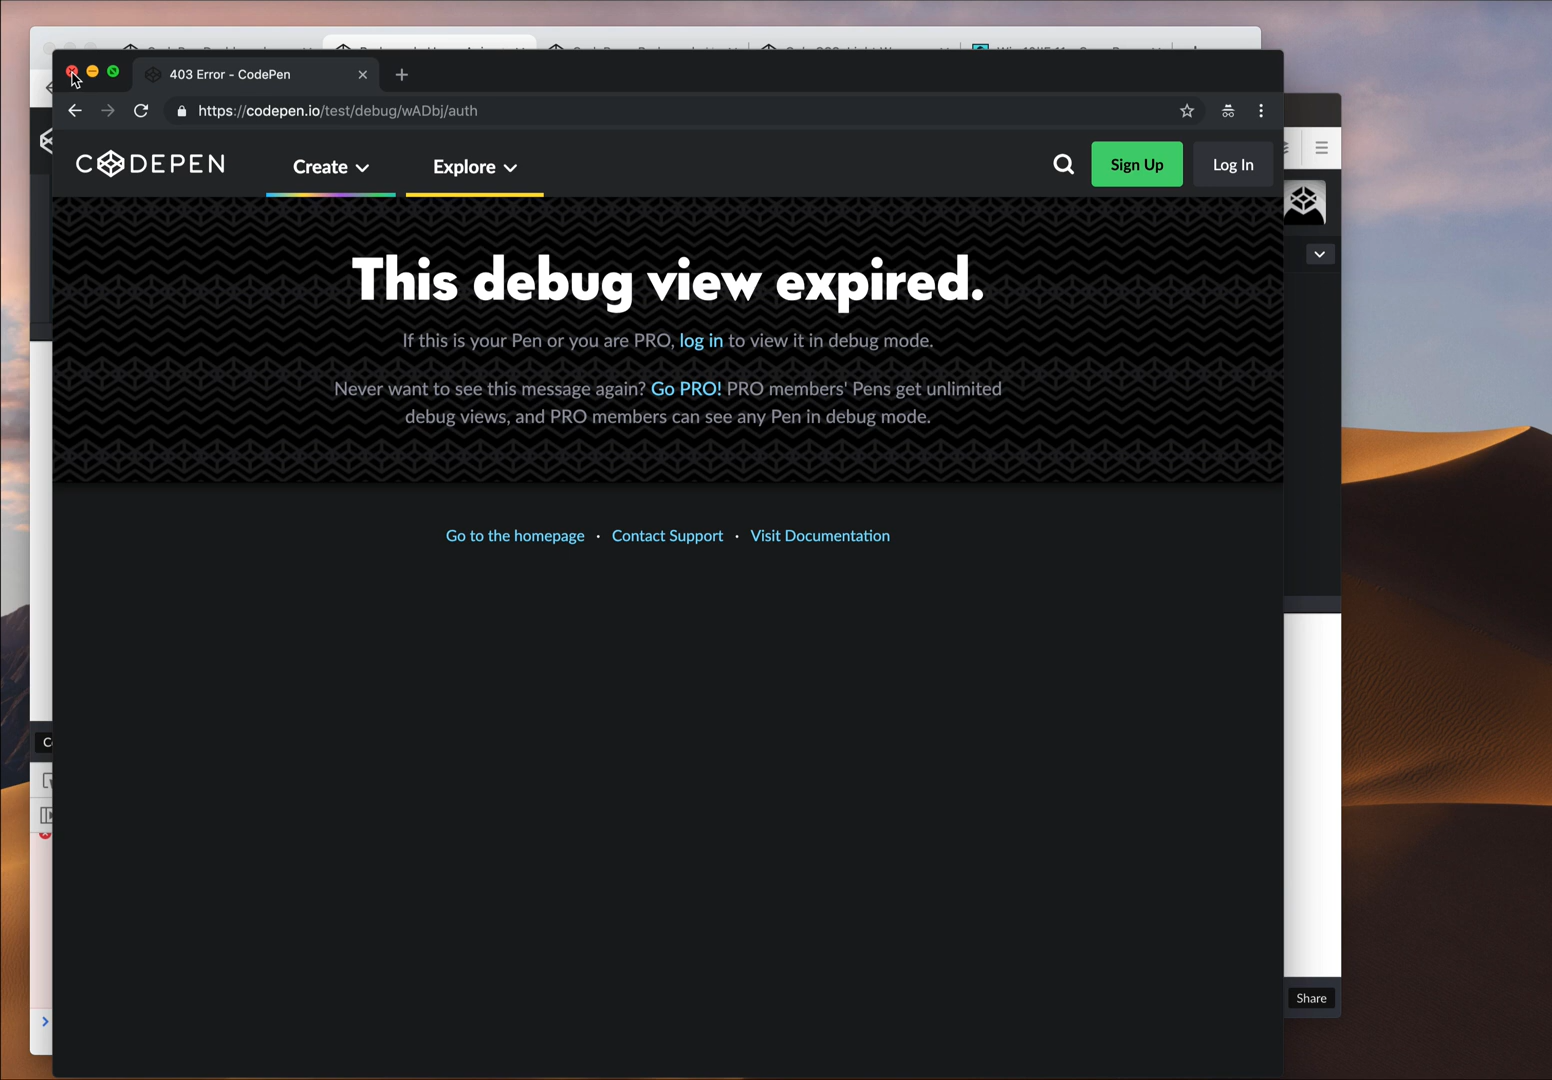 403 Error - CodePen
https://codepen.io/test/debug/wADbj/auth
CODEPEN
Create
Explore
Sign Up
Log In
This debug view expired.
If this is your Pen or you are PRO, log in to view it in debug mode.
Never want to see this message again? Go PRO! PRO members' Pens get unlimited
debug views, and PRO members can see any Pen in debug mode.
Go to the homepage · Contact Support · Visit Documentation
Share